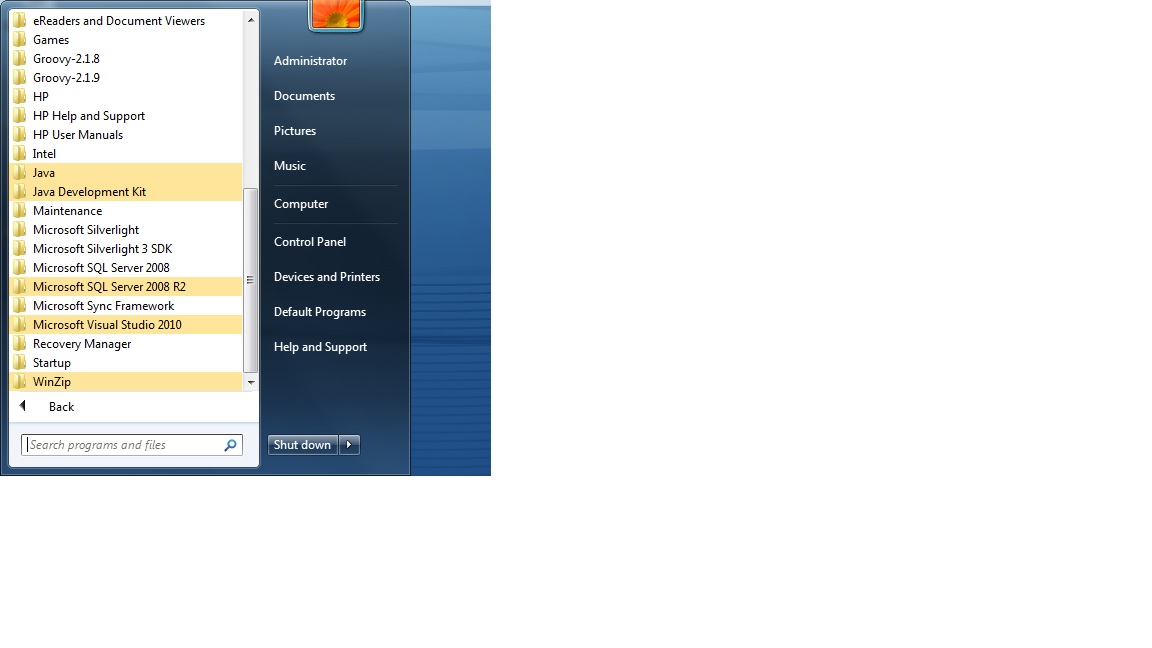 eReaders and Document Viewers
Games
Groovy-2.1.8
Groovy-2.1.9
HP
HP Help and Support
HP User Manuals
Intel
Java
Java Development Kit
Maintenance
Microsoft Silverlight
Microsoft Silverlight 3 SDK
Microsoft SQL Server 2008
Microsoft SQL Server 2008 R2
Microsoft Sync Framework
Microsoft Visual Studio 2010
Recovery Manager
Startup
WinZip
Back
Search programs and files
Administrator
Documents
Pictures
Music
Computer
Control Panel
Devices and Printers
Default Programs
Help and Support
Shut down